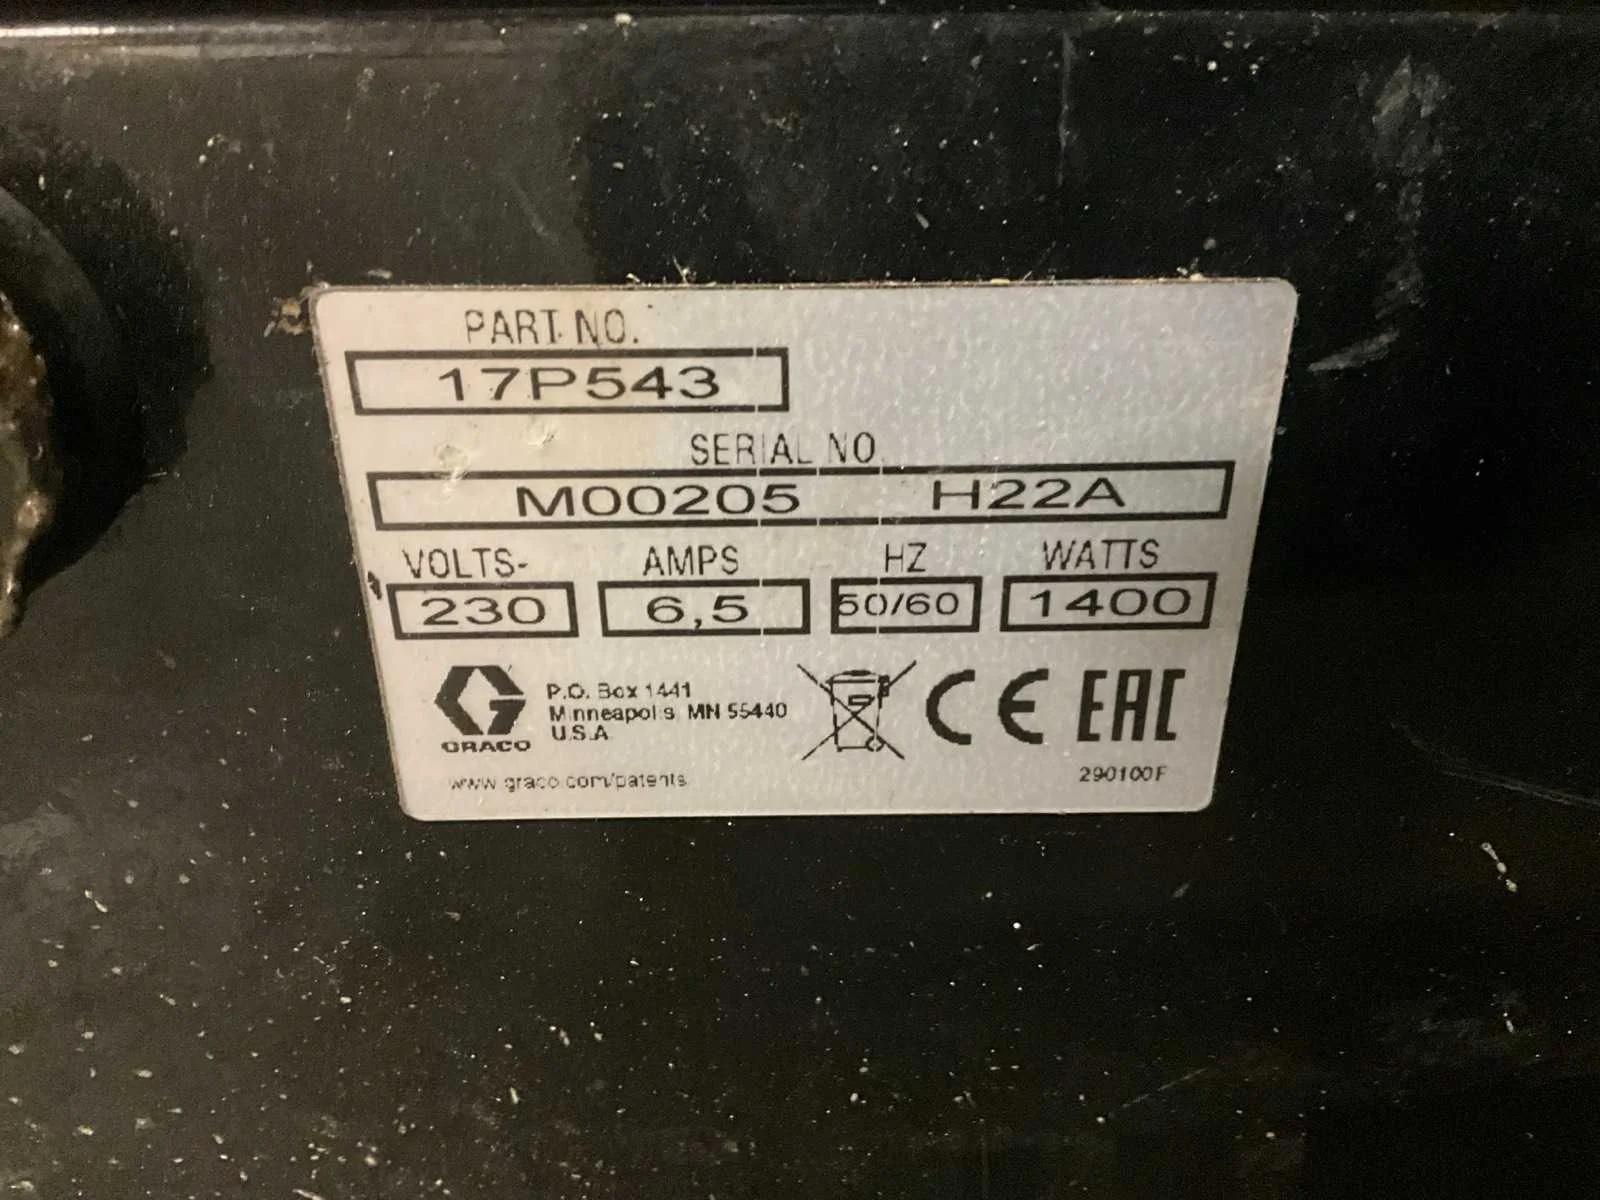 PART NO.
17P543
SERIAL NO.
M00205 H22A
VOLTS~ AMPS HZ WATTS
230 6,5 50/60 1400
GRACO
P.O. Box 1441
Minneapolis MN 55440
U.S.A.
CE EAC
www.graco.com/patents
290100F